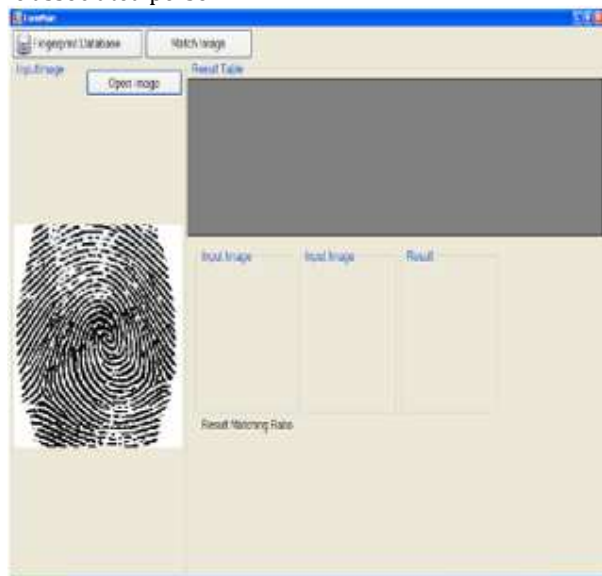 Fingerprint Database
Match Image
Input Image
Open Image
Result Table
Input Image
Input Image
Result
Result Matching Ratio